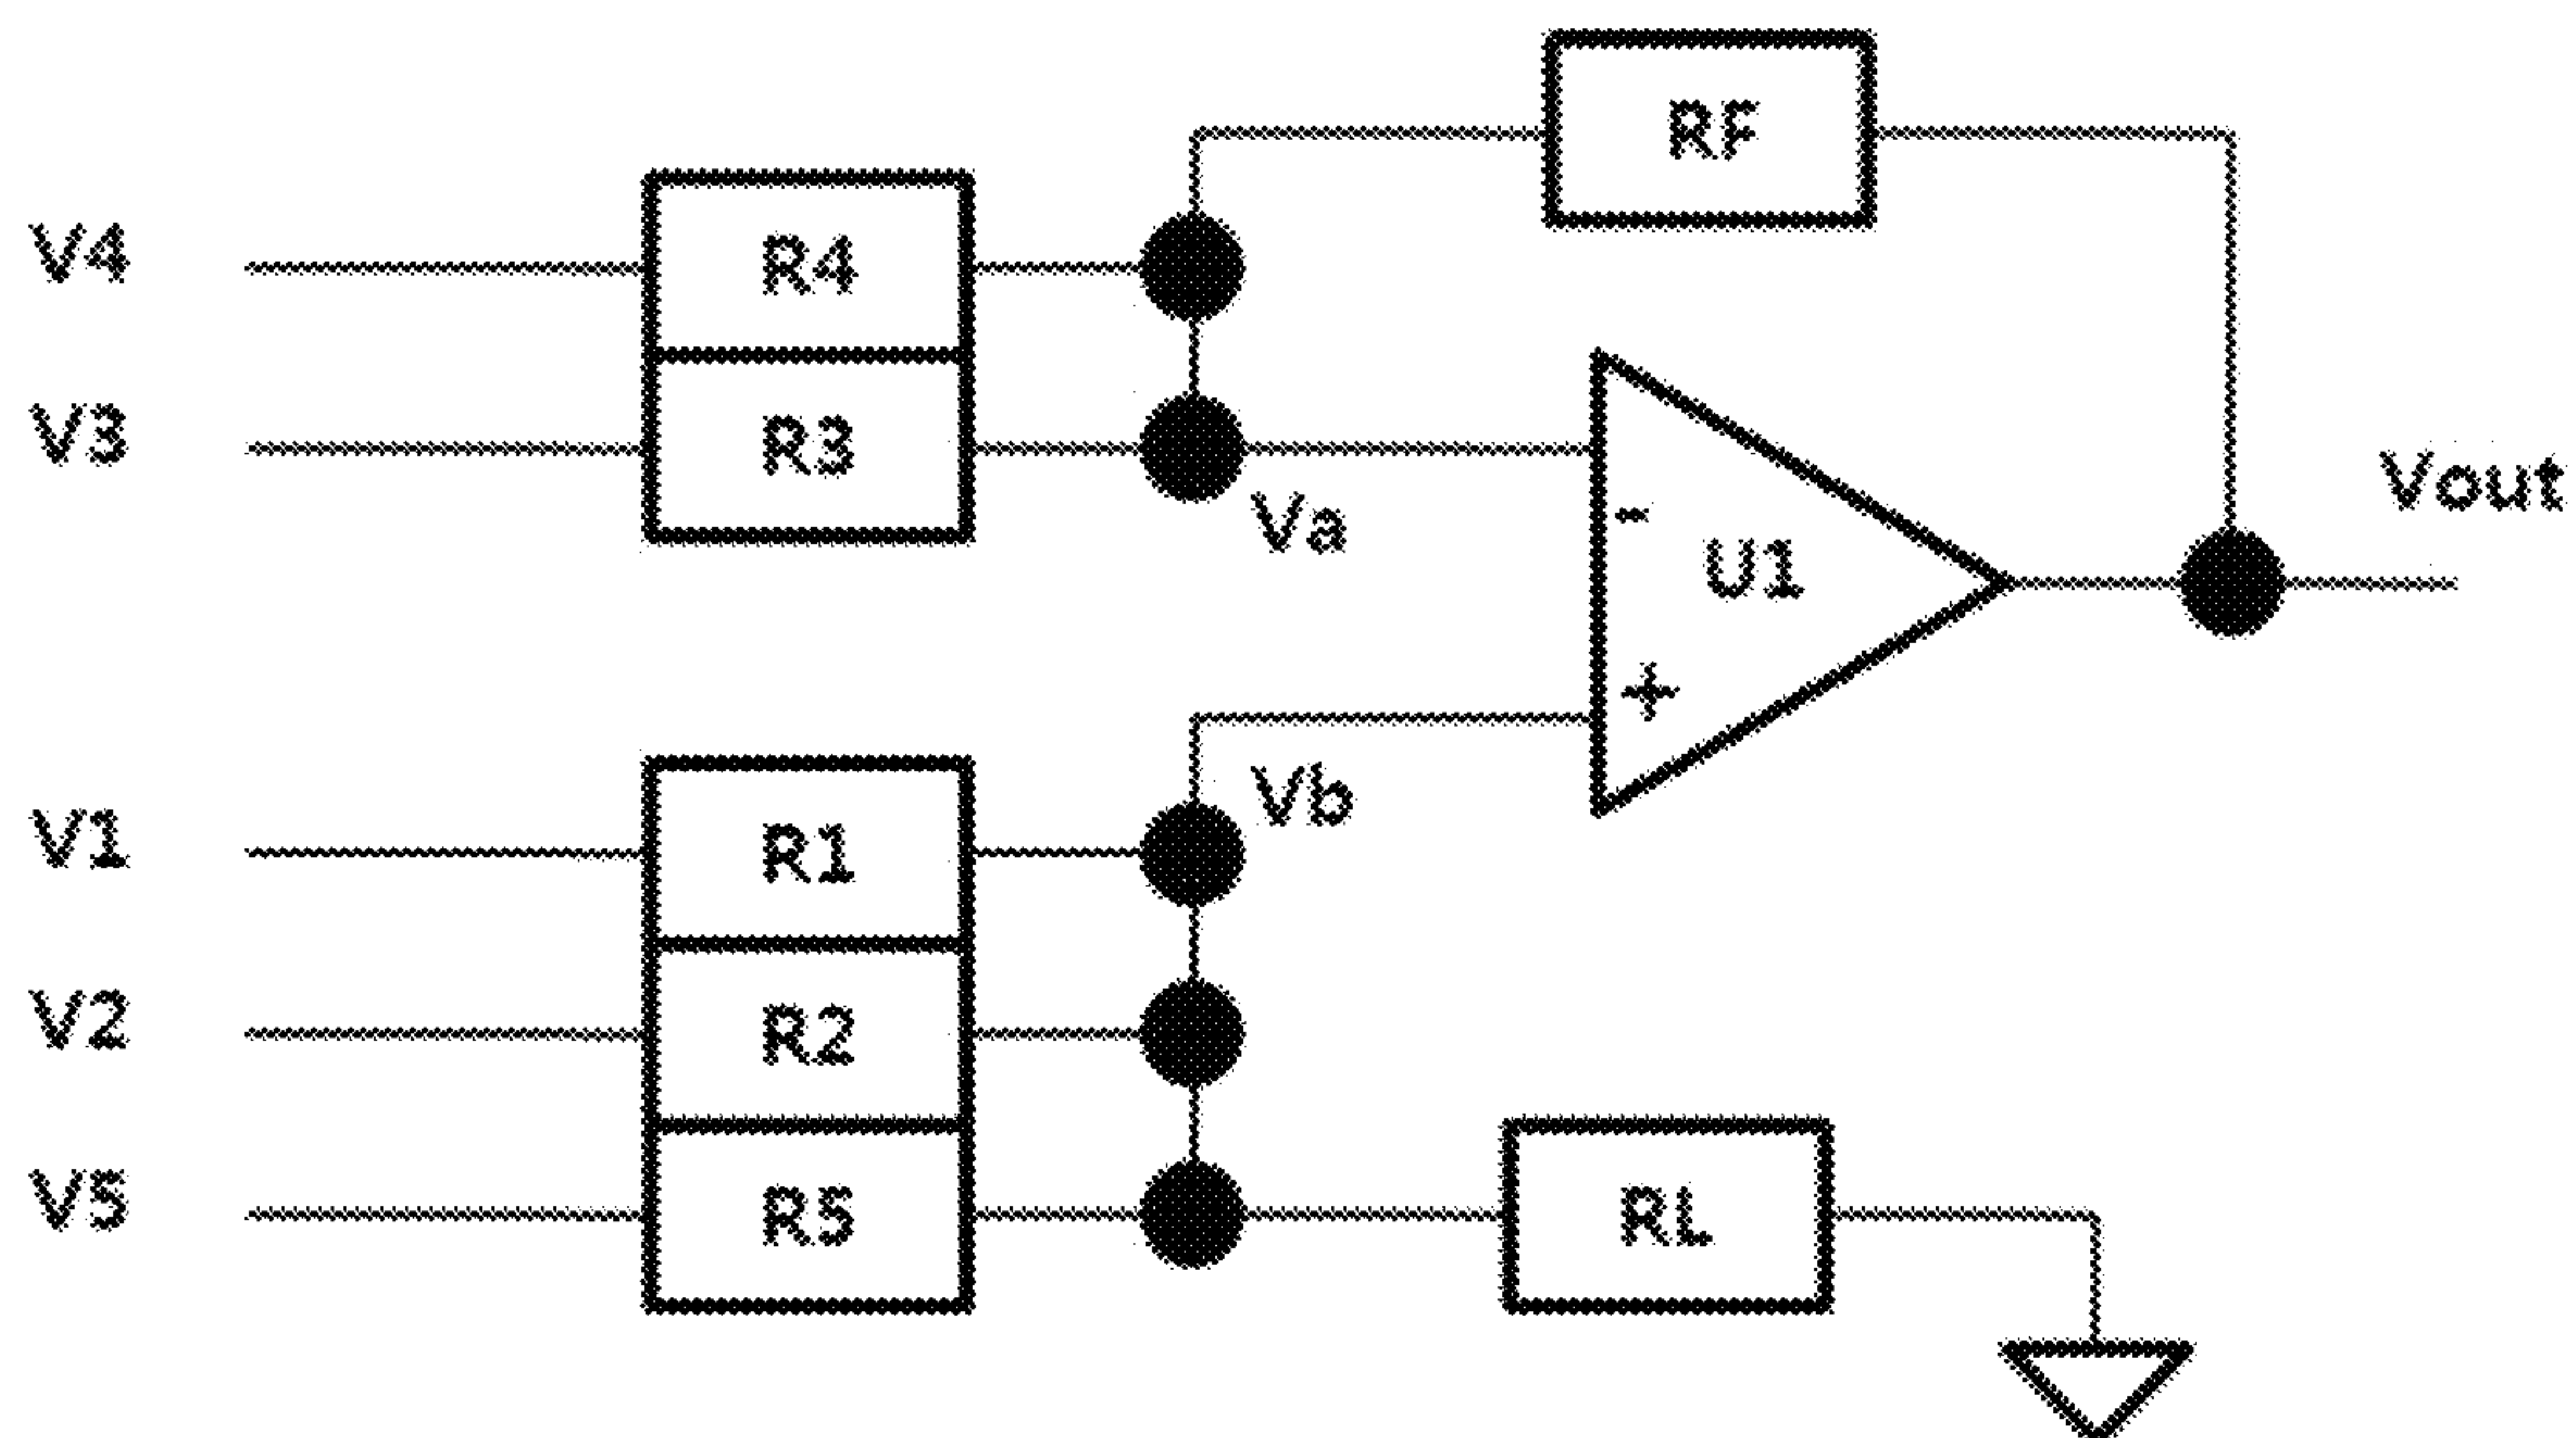 RF
V4 R4
V3 R3
Va
Vout
-
U1
+
Vb
V1 R1
V2 R2
V5 R5 RL